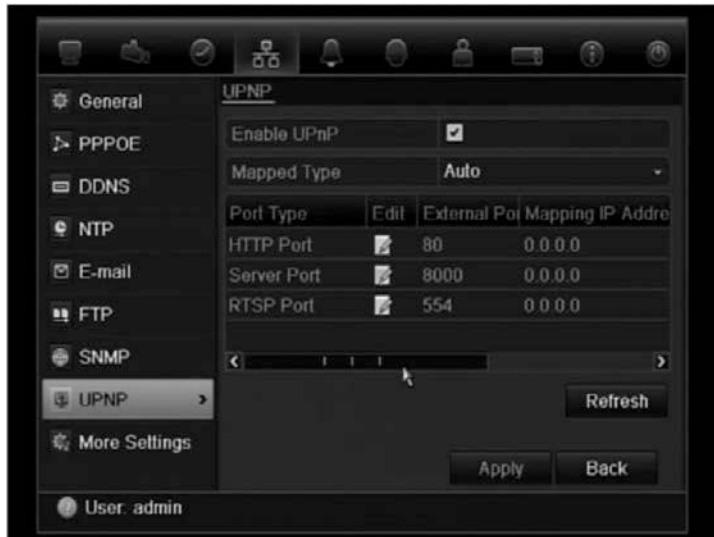 UPNP
General
PPPOE
DDNS
NTP
E-mail
FTP
SNMP
UPNP
More Settings
Enable UPnP
Mapped Type Auto
Port Type Edit External Por Mapping IP Addre
HTTP Port 80 0.0.0.0
Server Port 8000 0.0.0.0
RTSP Port 554 0.0.0.0
Refresh
Apply Back
User: admin